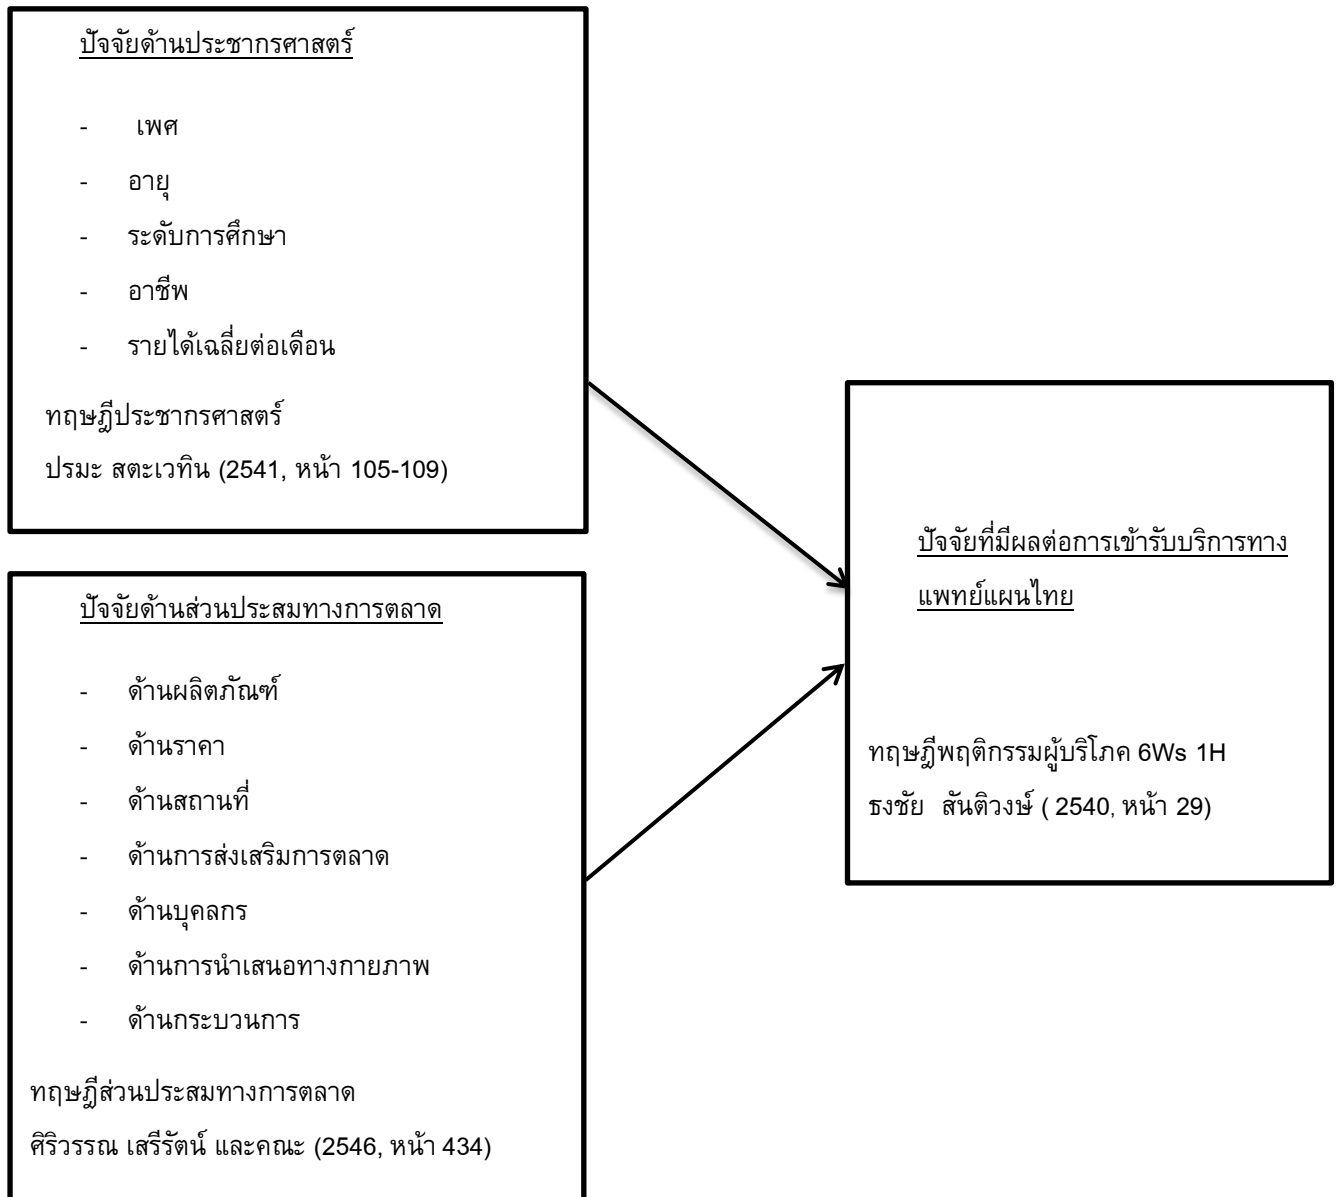 ปัจจัยด้านประชากรศาสตร์
- เพศ
- อายุ
- ระดับการศึกษา
- อาชีพ
- รายได้เฉลี่ยต่อเดือน
ทฤษฎีประชากรศาสตร์
ปรมะ สตะเวทิน (2541, หน้า 105-109)
ปัจจัยด้านส่วนประสมทางการตลาด
- ด้านผลิตภัณฑ์
- ด้านราคา
- ด้านสถานที่
- ด้านการส่งเสริมการตลาด
- ด้านบุคลกร
- ด้านการนำเสนอทางกายภาพ
- ด้านกระบวนการ
ทฤษฎีส่วนประสมทางการตลาด
ศิริวรรณ เสรีรัตน์ และคณะ (2546, หน้า 434)
ปัจจัยที่มีผลต่อการเข้ารับบริการทาง
แพทย์แผนไทย
ทฤษฎีพฤติกรรมผู้บริโภค 6Ws 1H
ธงชัย สันติวงษ์ ( 2540, หน้า 29)